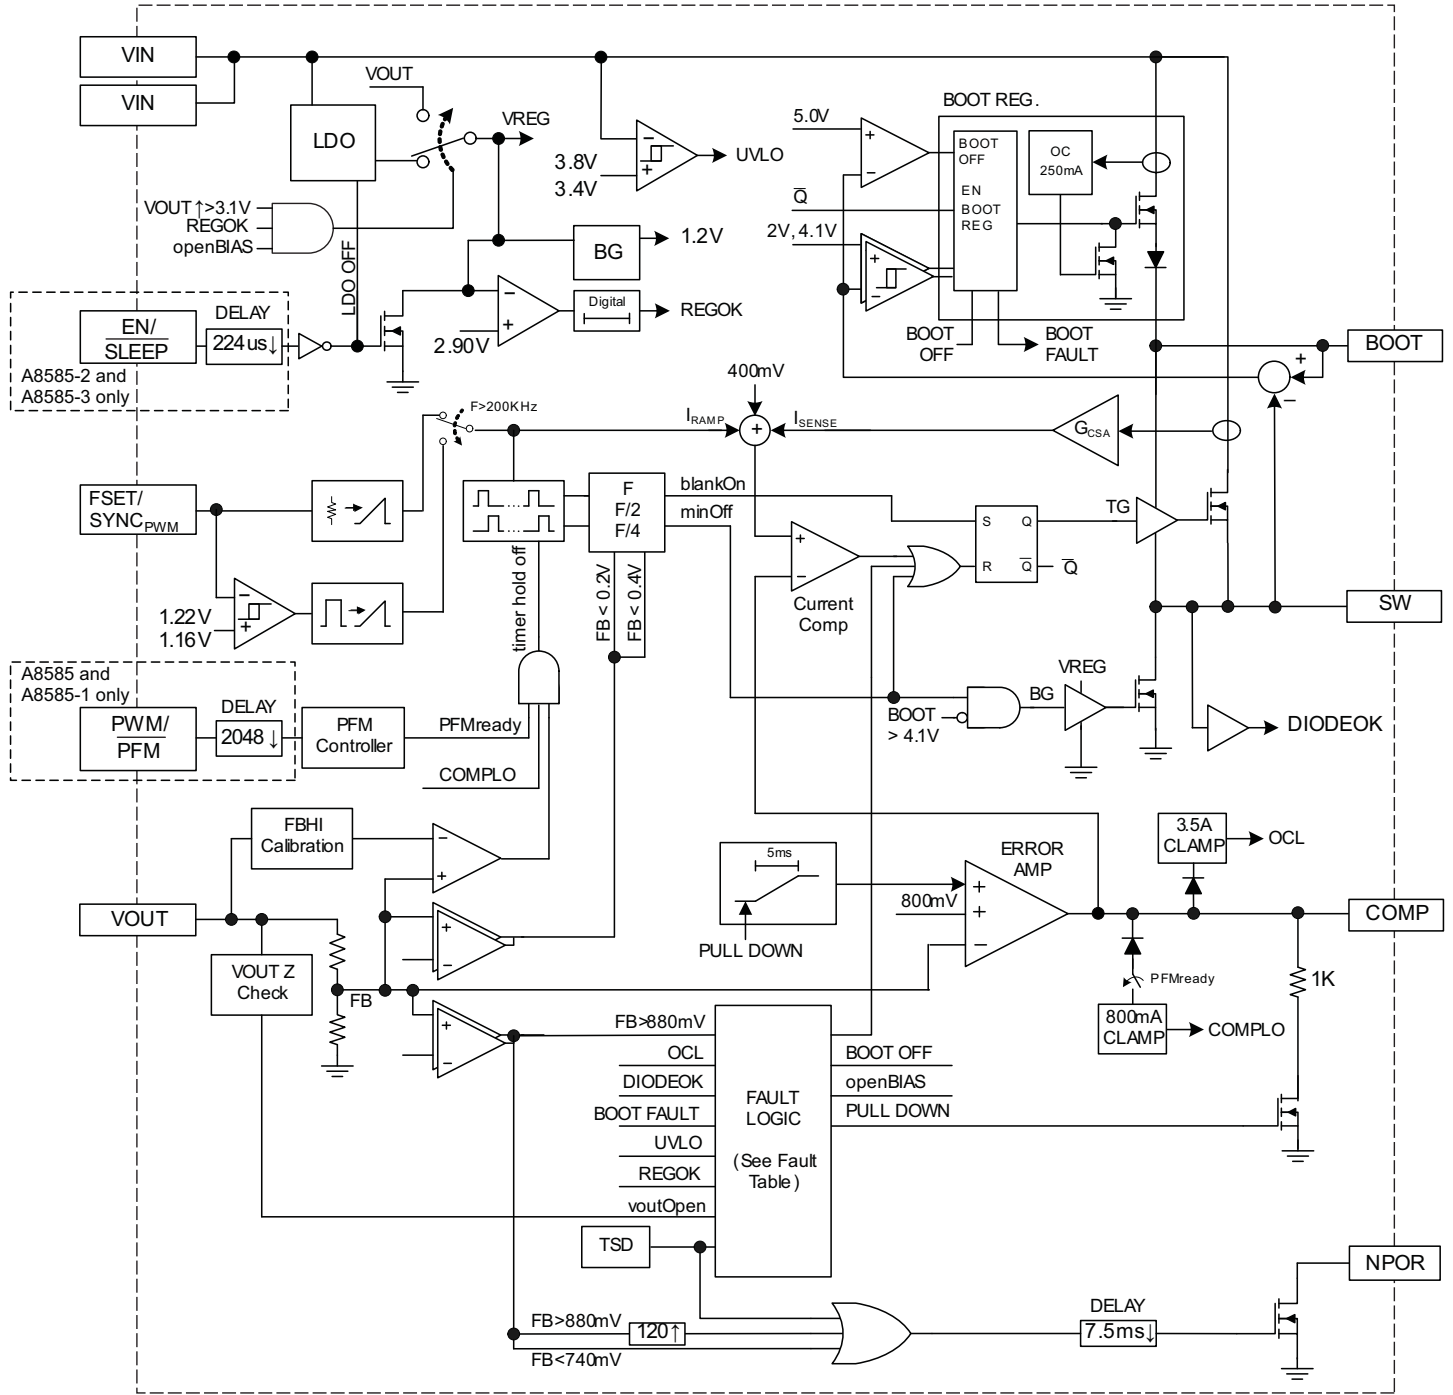 VIN
VIN
VOUT
LDO
VREG
3.8V
3.4V
UVLO
BOOT REG.
5.0V
BOOT
OFF
EN
BOOT
REG
OC
250mA
Q̅
2V, 4.1V
BOOT
OFF
BOOT
FAULT
VOUT ↑>3.1V
REGOK
openBIAS
LDO OFF
BG
1.2V
Digital
REGOK
2.90V
EN/
SLEEP
DELAY
224us↓
A8585-2 and
A8585-3 only
BOOT
+
−
F>200KHz
400mV
I_RAMP
+
I_SENSE
G_CSA
FSET/
SYNC_PWM
F
F/2
F/4
blankOn
minOff
S
Q
R
Q̅
Q̅
TG
Current
Comp
SW
1.22V
1.16V
timer hold off
FB< 0.2V
FB< 0.4V
A8585 and
A8585-1 only
PWM/
PFM
DELAY
2048↓
PFM
Controller
PFMready
COMPLO
BOOT
> 4.1V
BG
VREG
DIODEOK
FBHI
Calibration
5ms
PULL DOWN
ERROR
AMP
800mV
3.5A
CLAMP
OCL
VOUT
VOUT Z
Check
FB
COMP
PFMready
800mA
CLAMP
COMPLO
1K
FB>880mV
OCL
DIODEOK
BOOT FAULT
UVLO
REGOK
voutOpen
FAULT
LOGIC
(See Fault
Table)
BOOT OFF
openBIAS
PULL DOWN
TSD
NPOR
FB>880mV
120↑
FB<740mV
DELAY
7.5ms↓